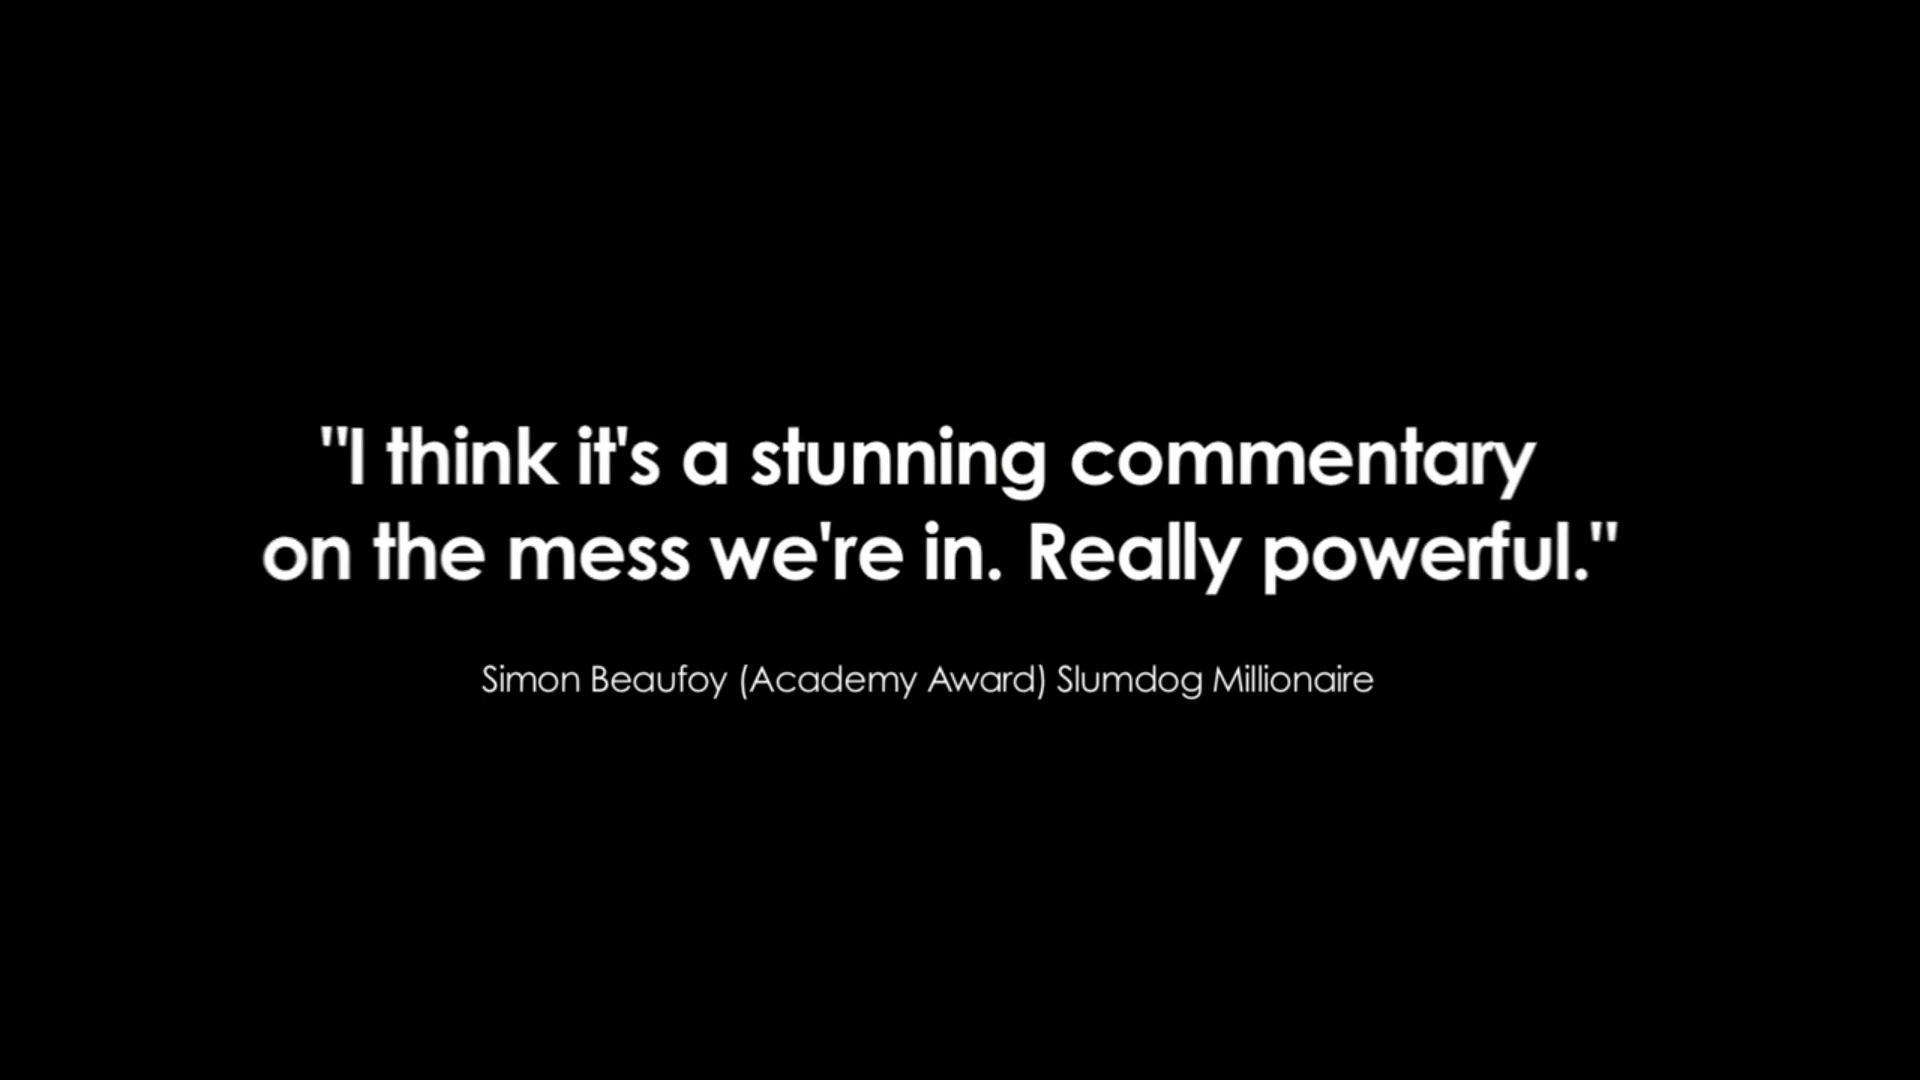 "I think it's a stunning commentary
on the mess we're in. Really powerful."
Simon Beaufoy (Academy Award) Slumdog Millionaire